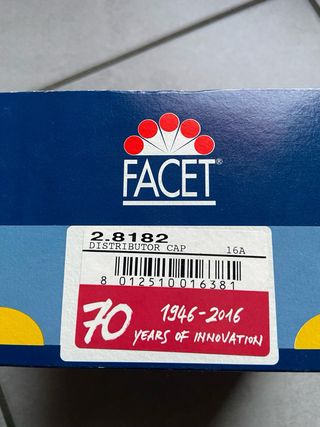 FACET®
2.8182
DISTRIBUTOR CAP 16A
8 012510 016381
70 1946-2016
YEARS OF INNOVATION